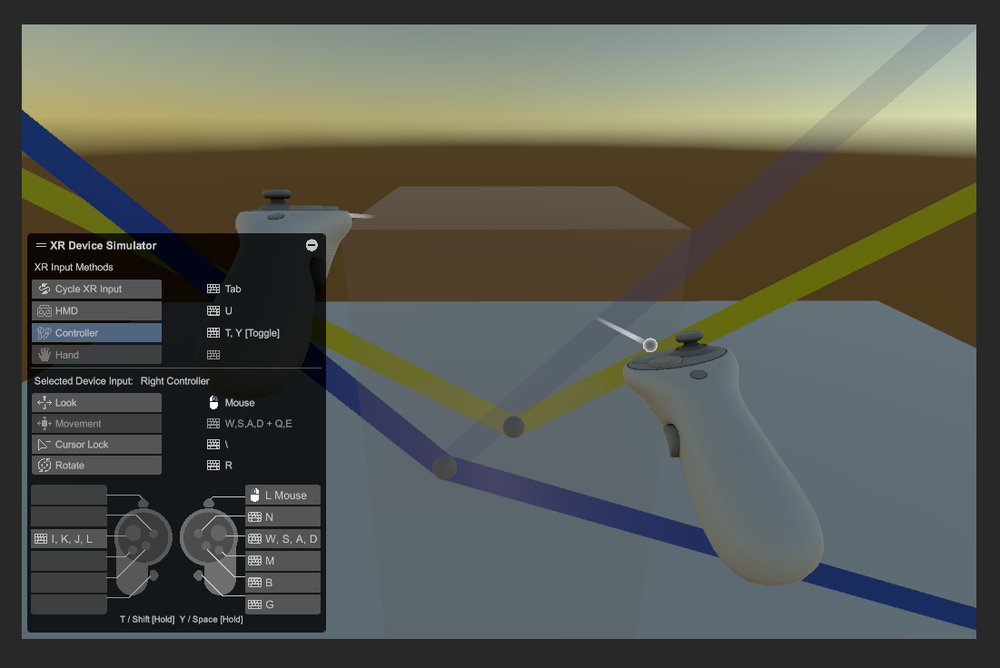 XR Device Simulator
XR Input Methods
Cycle XR Input Tab
HMD U
Controller T, Y [Toggle]
Hand
Selected Device Input: Right Controller
Look Mouse
Movement W,S,A,D + Q,E
Cursor Lock \
Rotate R
L Mouse
N
I, K, J, L W, S, A, D
M
B
G
T / Shift [Hold] Y / Space [Hold]